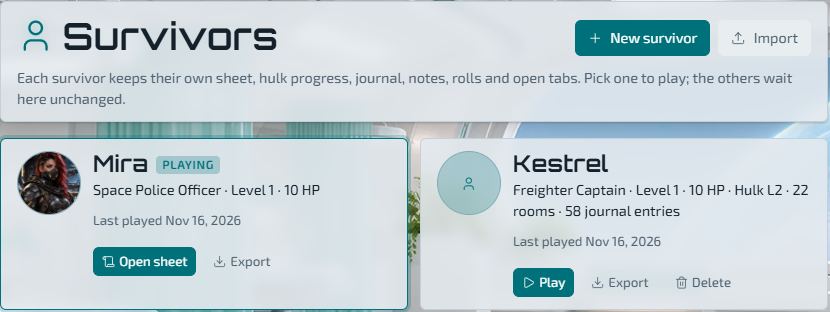 Survivors
New survivor
Import
Each survivor keeps their own sheet, hulk progress, journal, notes, rolls and open tabs. Pick one to play; the others wait
here unchanged.
Mira PLAYING
Space Police Officer · Level 1 · 10 HP
Last played Nov 16, 2026
Open sheet
Export
Kestrel
Freighter Captain · Level 1 · 10 HP · Hulk L2 · 22
rooms · 58 journal entries
Last played Nov 16, 2026
Play
Export
Delete